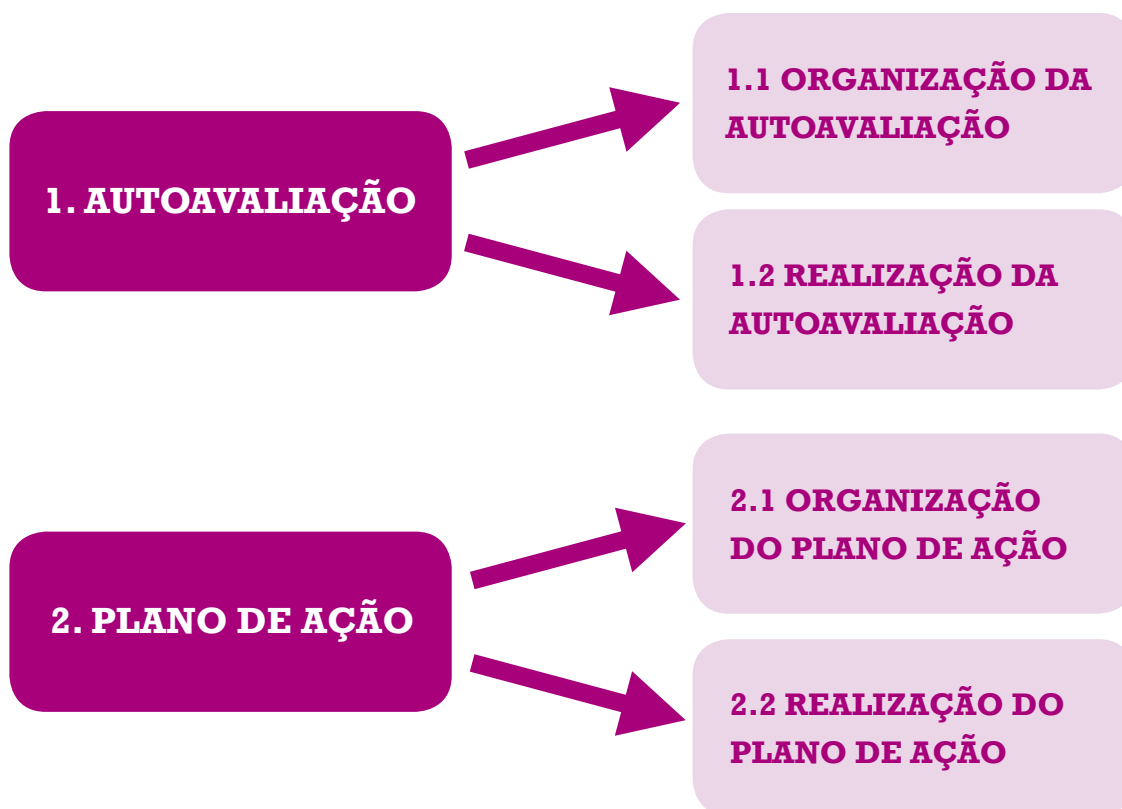 1. AUTOAVALIAÇÃO
1.1 ORGANIZAÇÃO DA
AUTOAVALIAÇÃO
1.2 REALIZAÇÃO DA
AUTOAVALIAÇÃO
2. PLANO DE AÇÃO
2.1 ORGANIZAÇÃO
DO PLANO DE AÇÃO
2.2 REALIZAÇÃO DO
PLANO DE AÇÃO